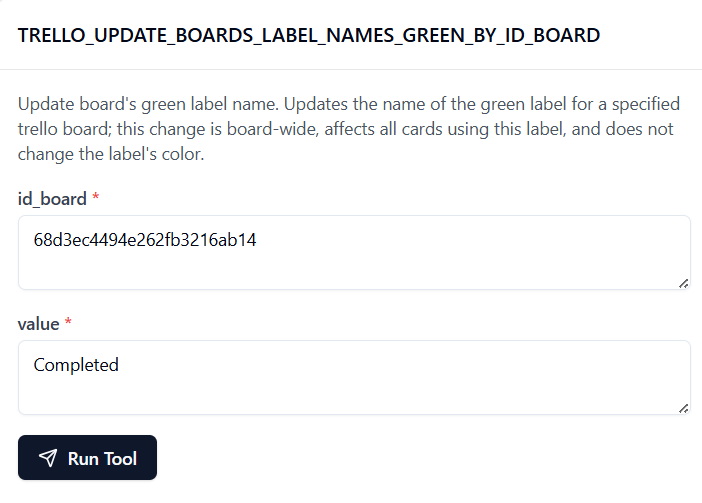 TRELLO_UPDATE_BOARDS_LABEL_NAMES_GREEN_BY_ID_BOARD
Update board's green label name. Updates the name of the green label for a specified
trello board; this change is board-wide, affects all cards using this label, and does not
change the label's color.
id_board *
68d3ec4494e262fb3216ab14
value *
Completed
Run Tool